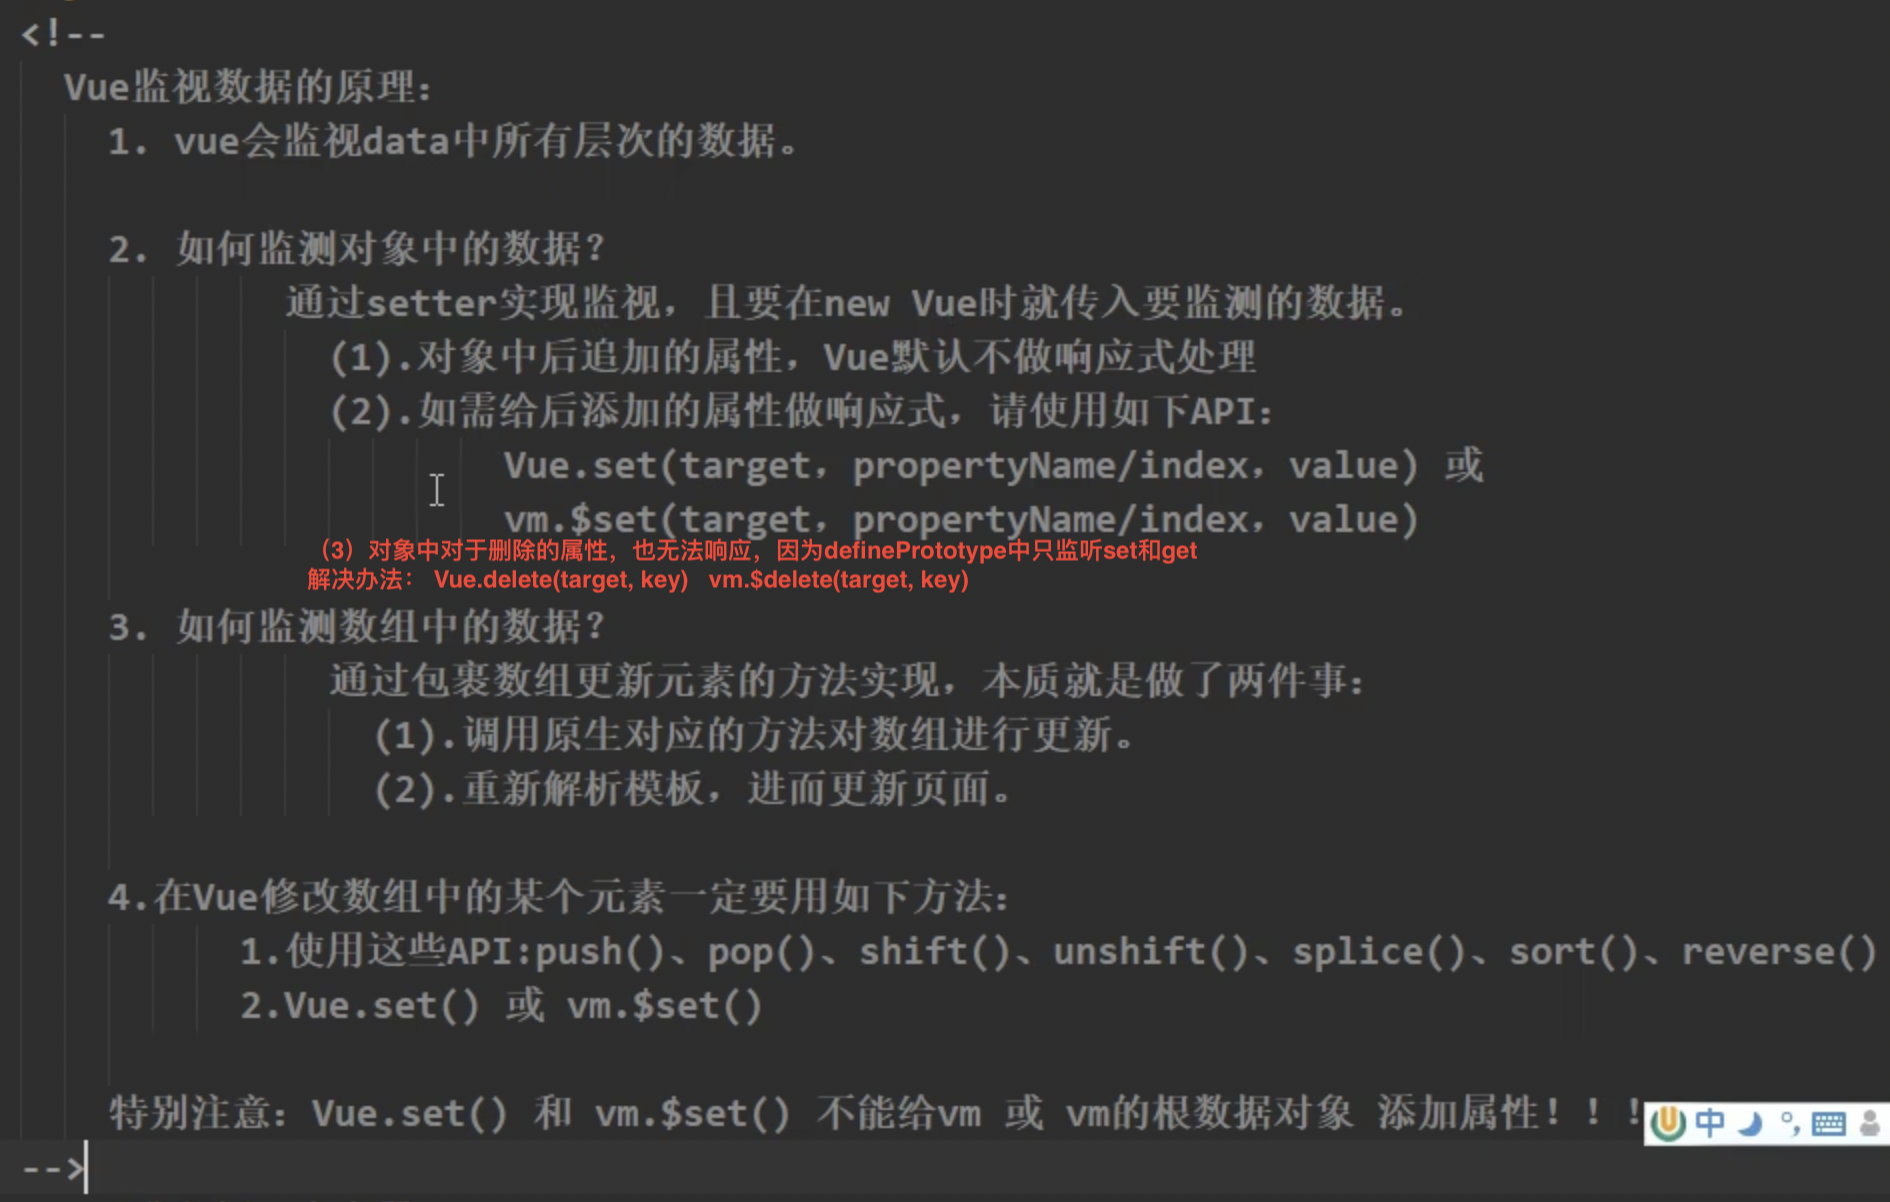 <!--
Vue监视数据的原理：
1. vue会监视data中所有层次的数据。
2. 如何监测对象中的数据？
通过setter实现监视，且要在new Vue时就传入要监测的数据。
(1).对象中后追加的属性，Vue默认不做响应式处理
(2).如需给后添加的属性做响应式，请使用如下API：
Vue.set(target，propertyName/index，value) 或
vm.$set(target，propertyName/index，value)
（3）对象中对于删除的属性，也无法响应，因为definePrototype中只监听set和get
解决办法： Vue.delete(target, key) vm.$delete(target, key)
3. 如何监测数组中的数据？
通过包裹数组更新元素的方法实现，本质就是做了两件事：
(1).调用原生对应的方法对数组进行更新。
(2).重新解析模板，进而更新页面。
4.在Vue修改数组中的某个元素一定要用如下方法：
1.使用这些API:push()、pop()、shift()、unshift()、splice()、sort()、reverse()
2.Vue.set() 或 vm.$set()
特别注意：Vue.set() 和 vm.$set() 不能给vm 或 vm的根数据对象 添加属性！！！
中
-->